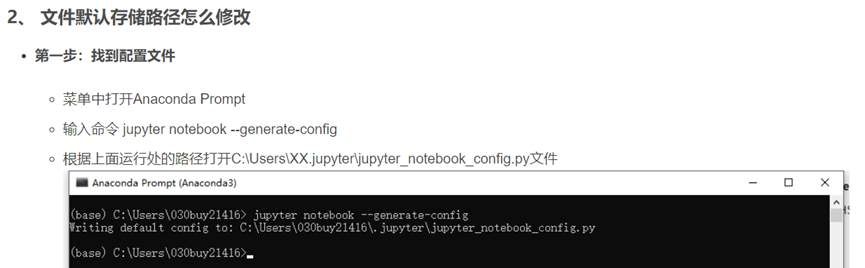 2、 文件默认存储路径怎么修改
第一步：找到配置文件
菜单中打开Anaconda Prompt
输入命令 jupyter notebook --generate-config
根据上面运行处的路径打开C:\Users\XX.jupyter\jupyter_notebook_config.py文件
Anaconda Prompt (Anaconda3)
(base) C:\Users\030buy21416> jupyter notebook --generate-config
Writing default config to: C:\Users\030buy21416\.jupyter\jupyter_notebook_config.py
(base) C:\Users\030buy21416>